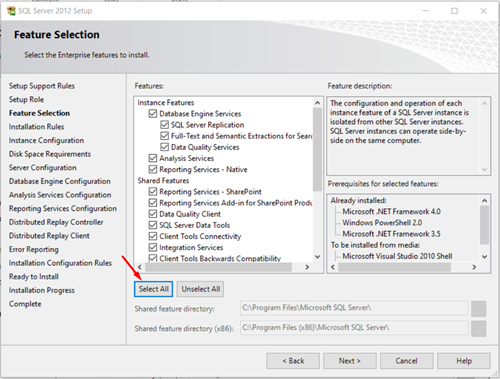 SQL Server 2012 Setup
Feature Selection
Select the Enterprise features to install.
Setup Support Rules
Setup Role
Feature Selection
Installation Rules
Instance Configuration
Disk Space Requirements
Server Configuration
Database Engine Configuration
Analysis Services Configuration
Reporting Services Configuration
Distributed Replay Controller
Distributed Replay Client
Error Reporting
Installation Configuration Rules
Ready to Install
Installation Progress
Complete
Features:
Instance Features
Database Engine Services
SQL Server Replication
Full-Text and Semantic Extractions for Sear
Data Quality Services
Analysis Services
Reporting Services - Native
Shared Features
Reporting Services - SharePoint
Reporting Services Add-in for SharePoint Produ
Data Quality Client
SQL Server Data Tools
Client Tools Connectivity
Integration Services
Client Tools Backwards Compatibility
Select All
Unselect All
Feature description:
The configuration and operation of each
instance feature of a SQL Server instance is
isolated from other SQL Server instances.
SQL Server instances can operate side-by-
side on the same computer.
Prerequisites for selected features:
Already installed:
Microsoft .NET Framework 4.0
Windows PowerShell 2.0
Microsoft .NET Framework 3.5
To be installed from media:
Microsoft Visual Studio 2010 Shell
Shared feature directory:
C:\Program Files\Microsoft SQL Server\
...
Shared feature directory (x86):
C:\Program Files (x86)\Microsoft SQL Server\
...
< Back
Next >
Cancel
Help